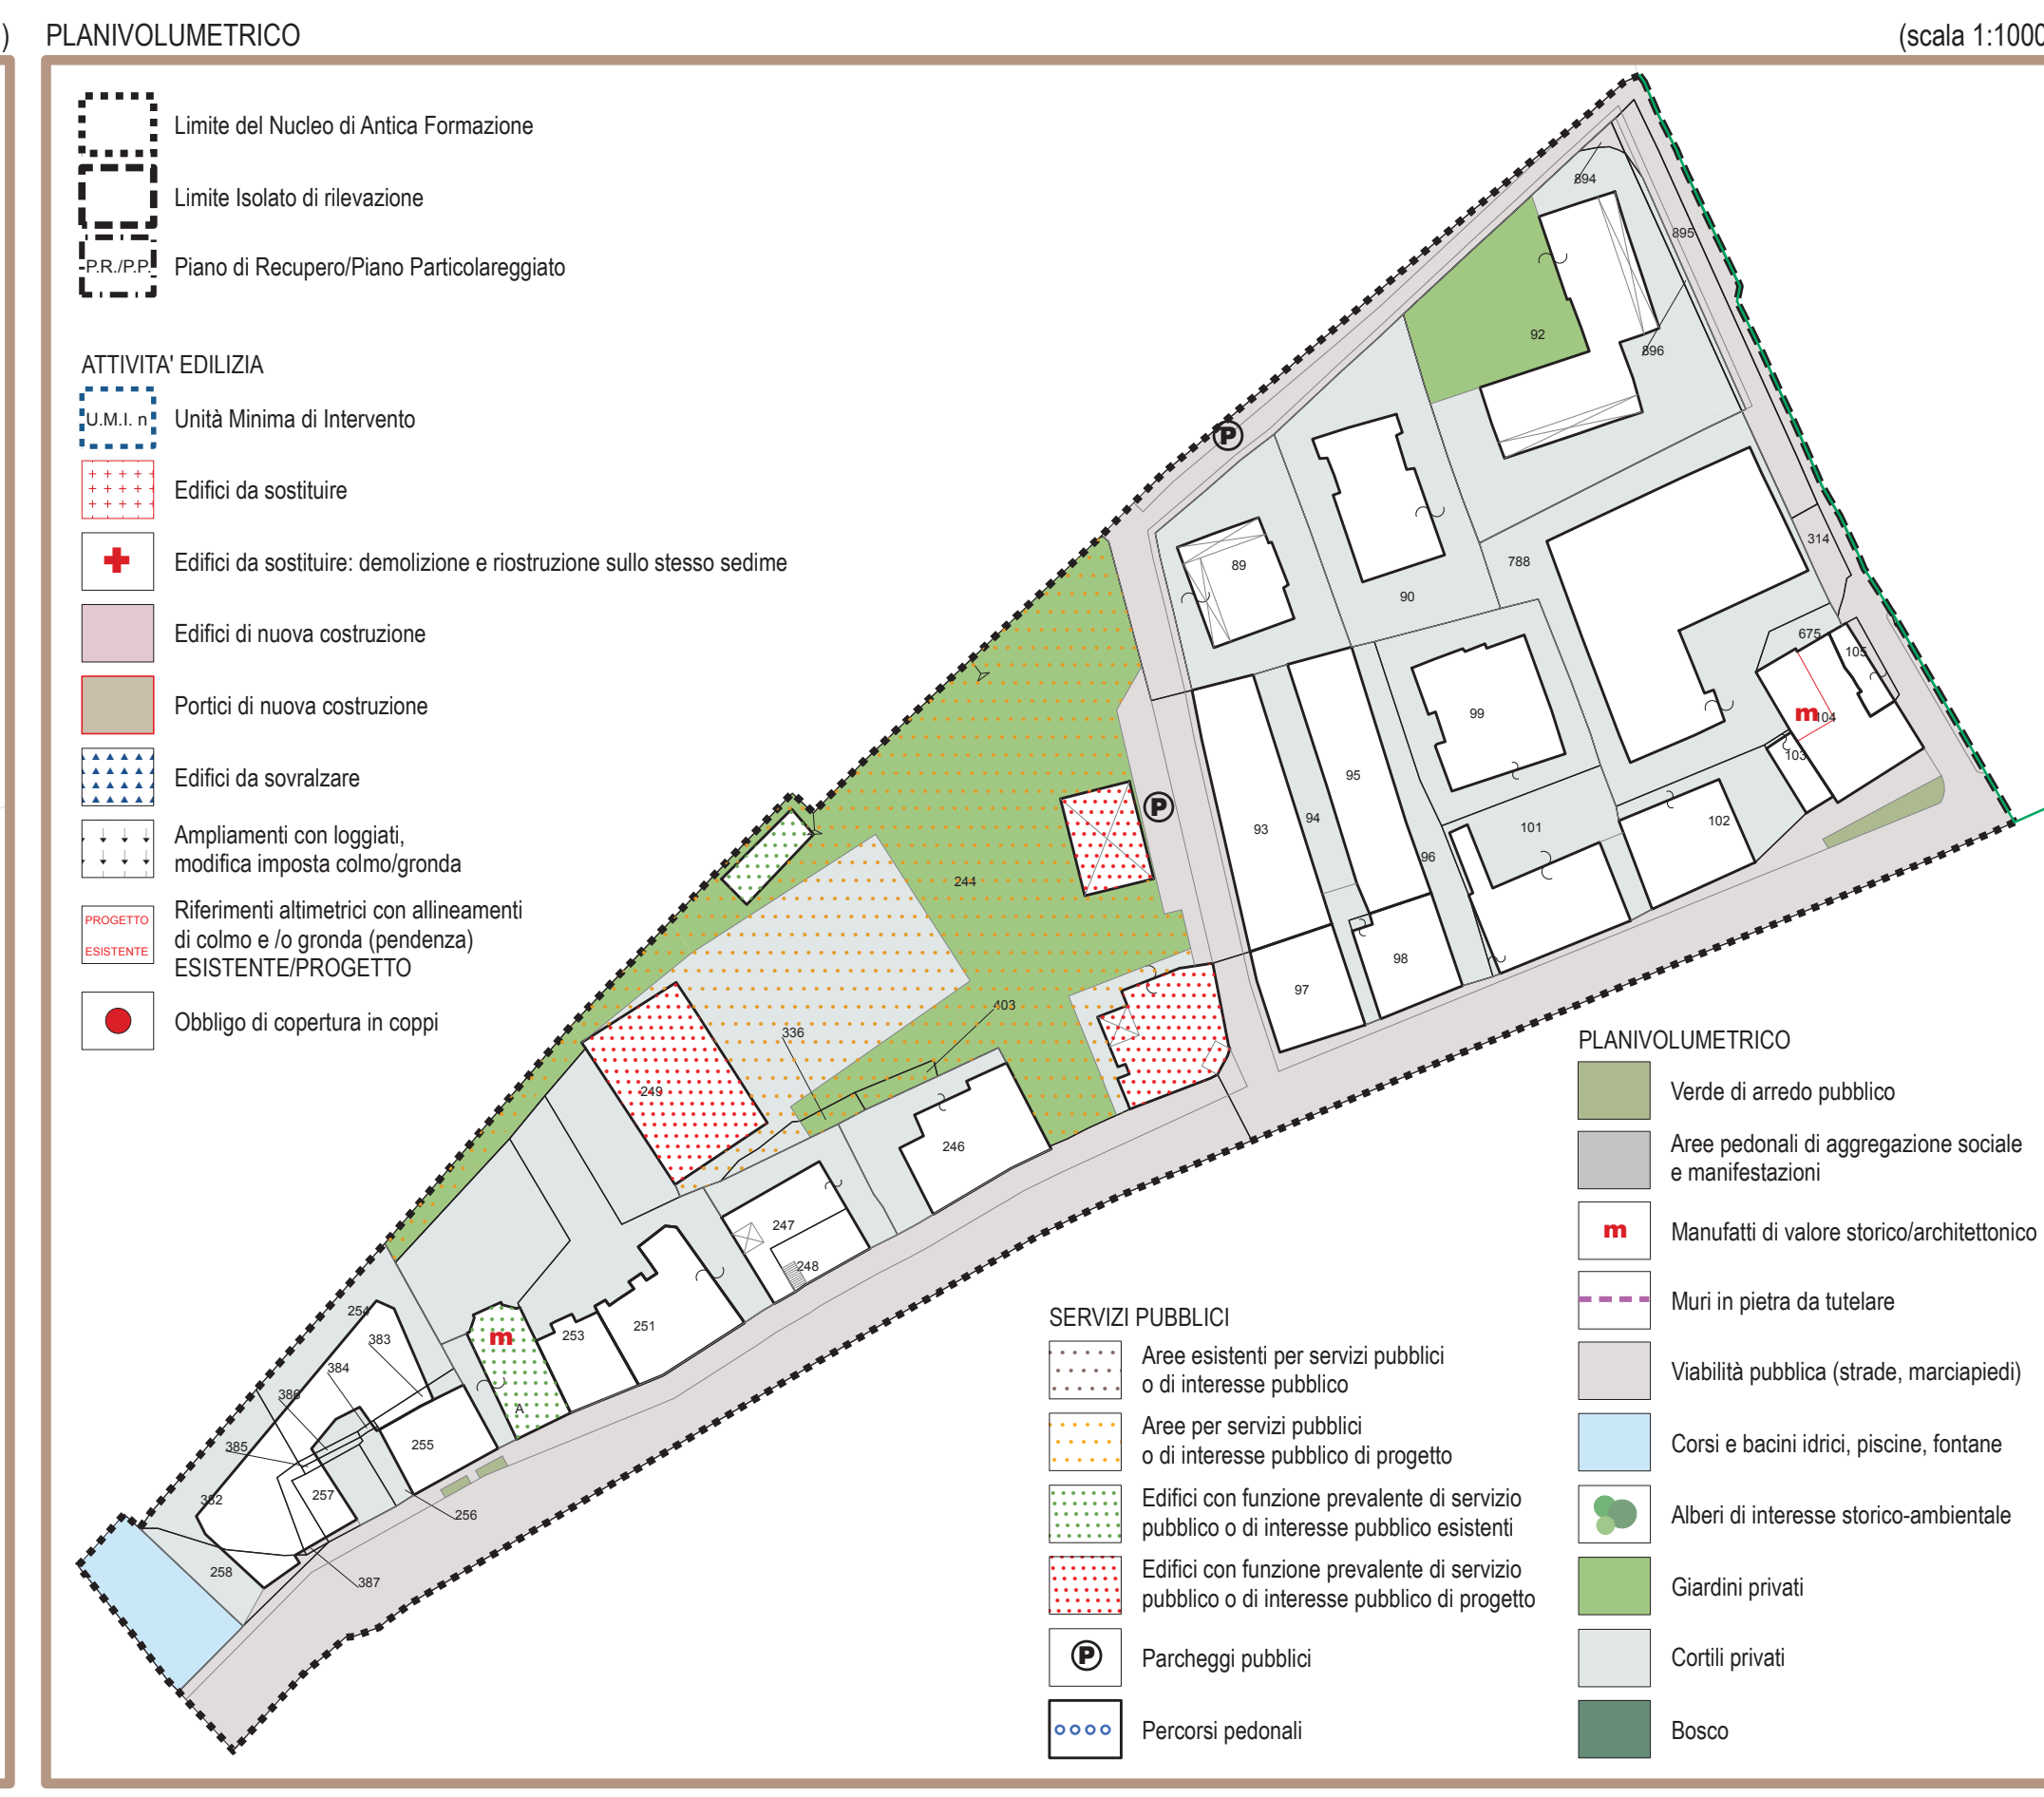 )
PLANIVOLUMETRICO
(scala 1:1000
Limite del Nucleo di Antica Formazione
Limite Isolato di rilevazione
P.R./P.P.
Piano di Recupero/Piano Particolareggiato
ATTIVITA' EDILIZIA
U.M.I. n
Unità Minima di Intervento
Edifici da sostituire
Edifici da sostituire: demolizione e riostruzione sullo stesso sedime
Edifici di nuova costruzione
Portici di nuova costruzione
Edifici da sovralzare
Ampliamenti con loggiati,
modifica imposta colmo/gronda
PROGETTO
ESISTENTE
Riferimenti altimetrici con allineamenti
di colmo e /o gronda (pendenza)
ESISTENTE/PROGETTO
Obbligo di copertura in coppi
894
895
92
896
P
314
788
89
90
675
105
99
m
104
103
95
P
93
94
101
102
96
244
98
97
403
336
249
246
247
248
254
383
m
253
251
384
386
A
385
255
382
257
256
258
387
SERVIZI PUBBLICI
Aree esistenti per servizi pubblici
o di interesse pubblico
Aree per servizi pubblici
o di interesse pubblico di progetto
Edifici con funzione prevalente di servizio
pubblico o di interesse pubblico esistenti
Edifici con funzione prevalente di servizio
pubblico o di interesse pubblico di progetto
P
Parcheggi pubblici
Percorsi pedonali
PLANIVOLUMETRICO
Verde di arredo pubblico
Aree pedonali di aggregazione sociale
e manifestazioni
m
Manufatti di valore storico/architettonico
Muri in pietra da tutelare
Viabilità pubblica (strade, marciapiedi)
Corsi e bacini idrici, piscine, fontane
Alberi di interesse storico-ambientale
Giardini privati
Cortili privati
Bosco